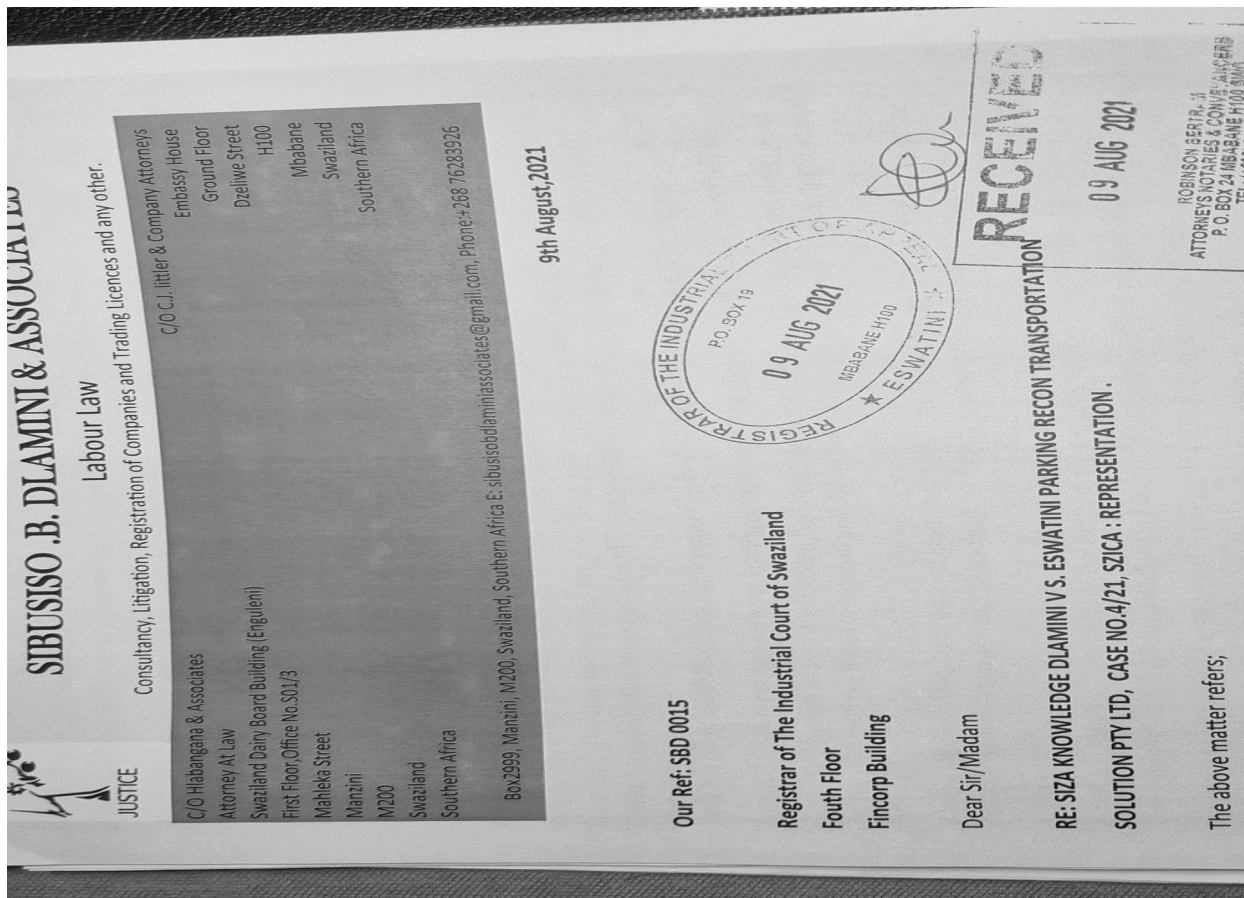 SIBUSISO .B. DLAMINI & ASSOCIATES
JUSTICE
Labour Law
Consultancy, Litigation, Registration of Companies and Trading Licences and any other.
C/O Hlabangana & Associates
Attorney At Law
Swaziland Dairy Board Building (Enguleni)
First Floor,Office No.S01/3
Mahleka Street
Manzini
M200
Swaziland
Southern Africa
C/O C.J. littler & Company Attorneys
Embassy House
Ground Floor
Dzeliwe Street
H100
Mbabane
Swaziland
Southern Africa
Box2999, Manzini, M200, Swaziland, Southern Africa E: sibusisobdlaminiassociates@gmail.com, Phone:+268 76283926
9th August,2021
Our Ref: SBD 0015
REGISTRAR OF THE INDUSTRIAL COURT OF APPEAL
P.O. BOX 19
09 AUG 2021
MBABANE H100
★ ESWATINI ★
Registrar of The Industrial Court of Swaziland
Fouth Floor
Fincorp Building
Dear Sir/Madam
RECEIVED
09 AUG 2021
ROBINSON BERTRAM
ATTORNEYS NOTARIES & CONVEYANCERS
P. O. BOX 24 MBABANE H100 SWD
RE: SIZA KNOWLEDGE DLAMINI V S. ESWATINI PARKING RECON TRANSPORTATION
SOLUTION PTY LTD, CASE NO.4/21, SZICA : REPRESENTATION .
The above matter refers;